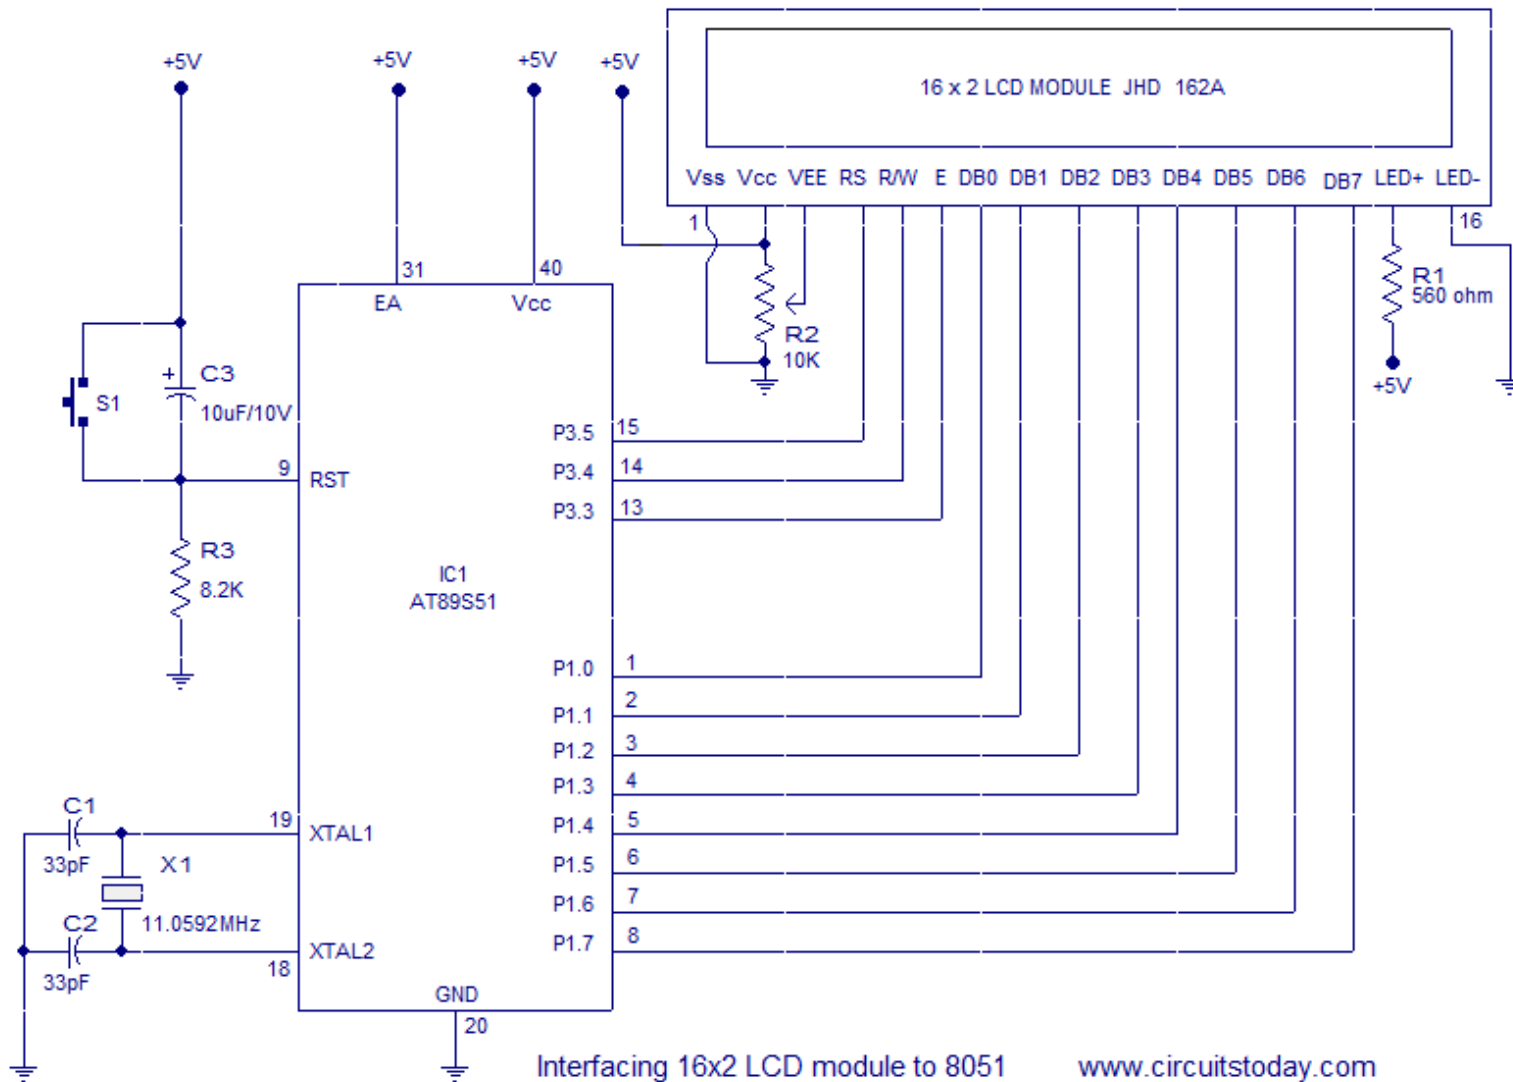 +5V +5V +5V +5V
16 x 2 LCD MODULE JHD 162A
Vss Vcc VEE RS R/W E DB0 DB1 DB2 DB3 DB4 DB5 DB6 DB7 LED+ LED-
1 16
31 40
EA Vcc
R1
560 ohm
+5V
R2
10K
C3
+
10uF/10V
S1
P3.5 15
P3.4 14
P3.3 13
9 RST
R3
8.2K
IC1
AT89S51
P1.0 1
P1.1 2
P1.2 3
P1.3 4
P1.4 5
P1.5 6
P1.6 7
P1.7 8
C1
33pF
19 XTAL1
X1
11.0592MHz
C2
33pF
18 XTAL2
GND
20
Interfacing 16x2 LCD module to 8051 www.circuitstoday.com